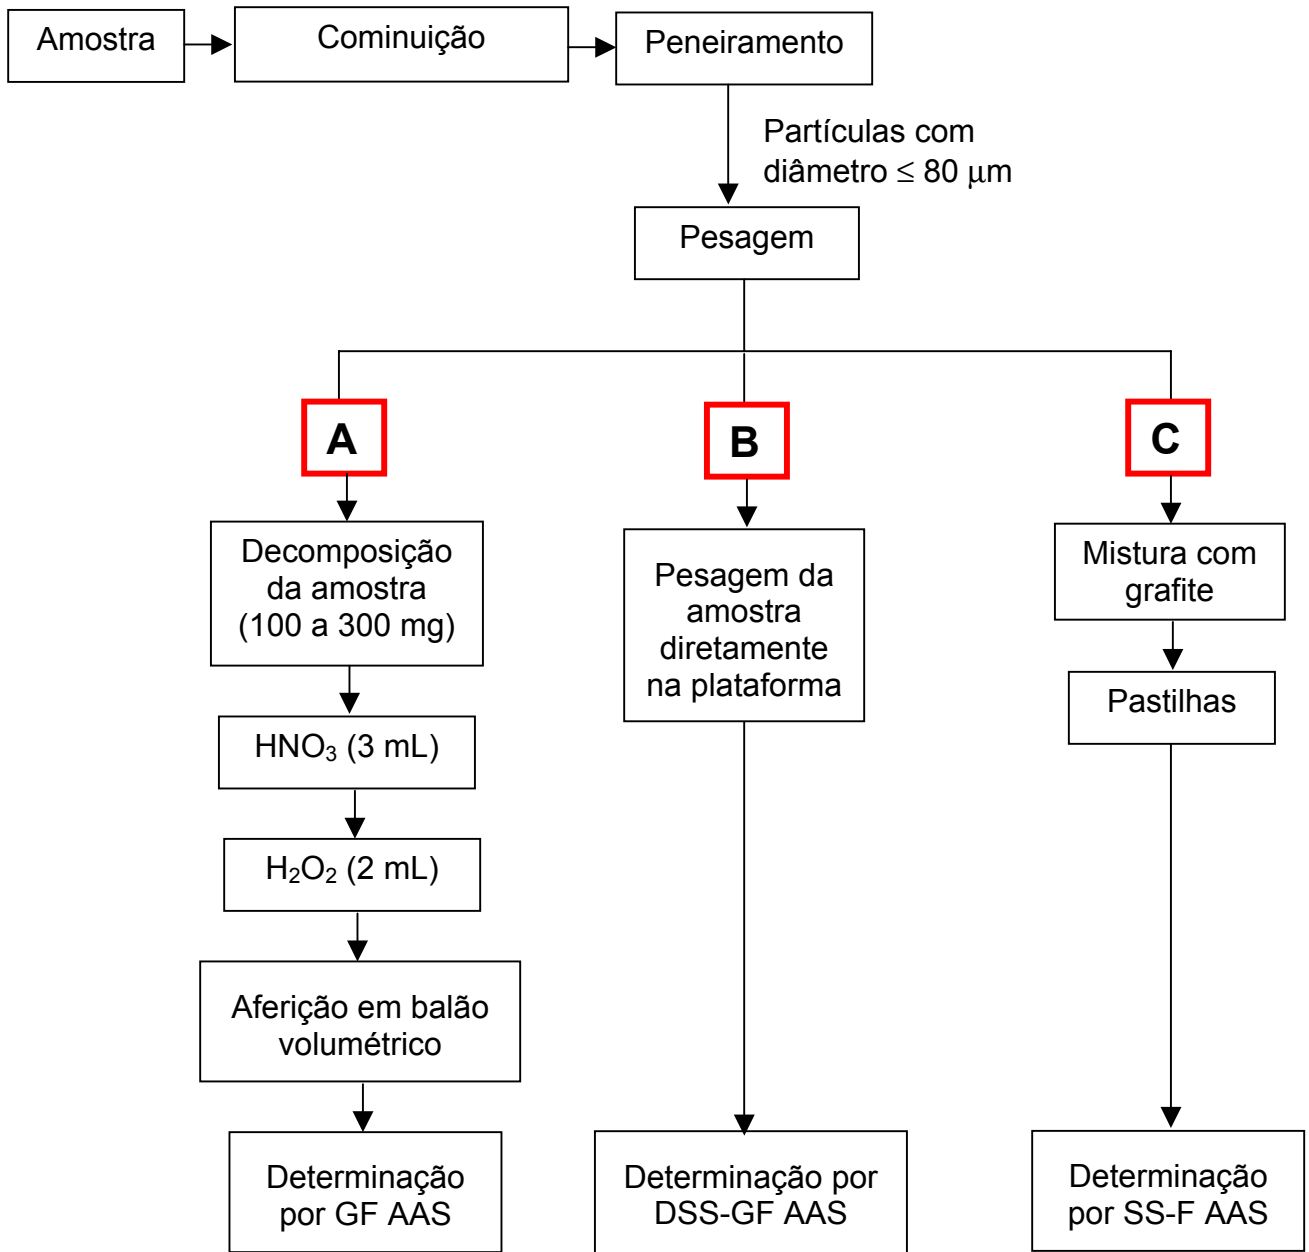 Amostra
Cominuição
Peneiramento
Partículas com
diâmetro ≤ 80 μm
Pesagem
A
B
C
Decomposição
da amostra
(100 a 300 mg)
HNO₃ (3 mL)
H₂O₂ (2 mL)
Aferição em balão
volumétrico
Determinação
por GF AAS
Pesagem da
amostra
diretamente
na plataforma
Determinação por
DSS-GF AAS
Mistura com
grafite
Pastilhas
Determinação
por SS-F AAS